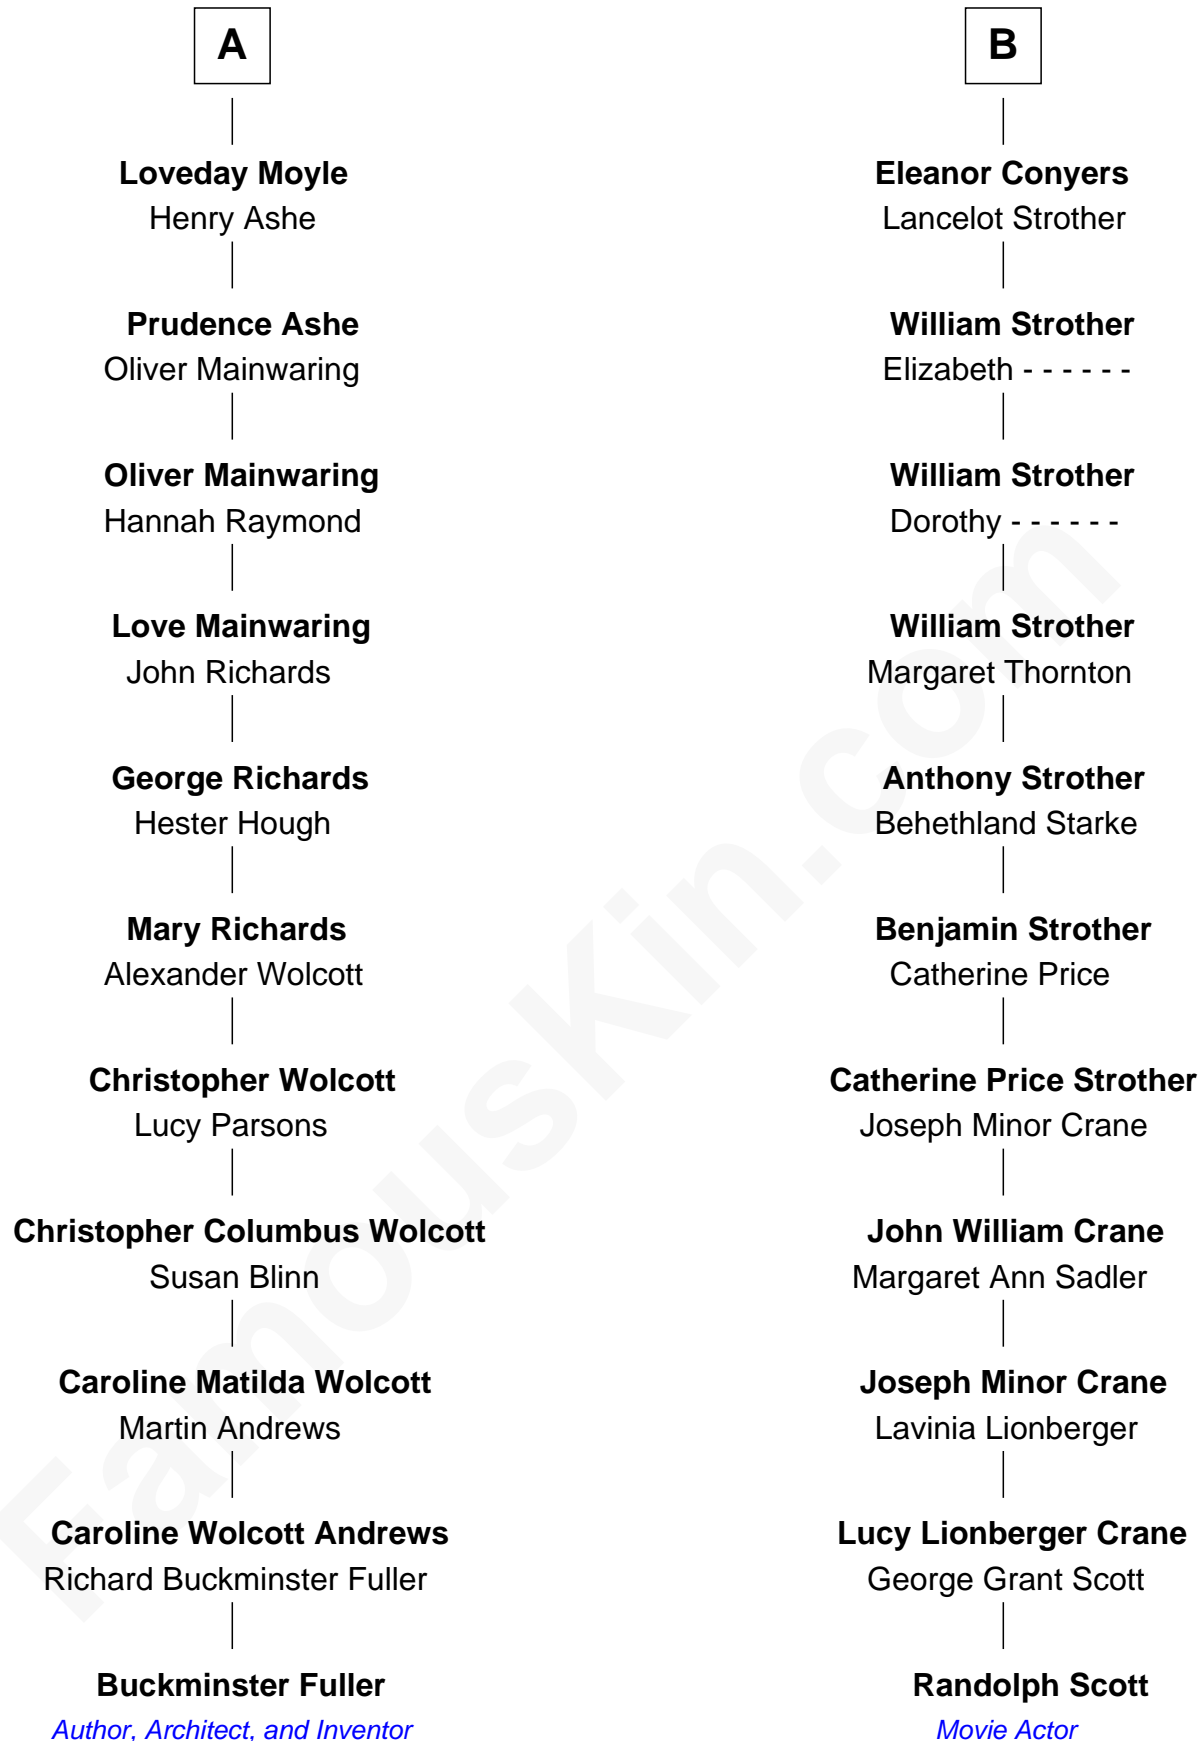 A
Loveday Moyle
Henry Ashe
Prudence Ashe
Oliver Mainwaring
Oliver Mainwaring
Hannah Raymond
Love Mainwaring
John Richards
George Richards
Hester Hough
Mary Richards
Alexander Wolcott
Christopher Wolcott
Lucy Parsons
Christopher Columbus Wolcott
Susan Blinn
Caroline Matilda Wolcott
Martin Andrews
Caroline Wolcott Andrews
Richard Buckminster Fuller
Buckminster Fuller
Author, Architect, and Inventor
B
Eleanor Conyers
Lancelot Strother
William Strother
Elizabeth - - - - - -
William Strother
Dorothy - - - - - -
William Strother
Margaret Thornton
Anthony Strother
Behethland Starke
Benjamin Strother
Catherine Price
Catherine Price Strother
Joseph Minor Crane
John William Crane
Margaret Ann Sadler
Joseph Minor Crane
Lavinia Lionberger
Lucy Lionberger Crane
George Grant Scott
Randolph Scott
Movie Actor
FamousKin.com